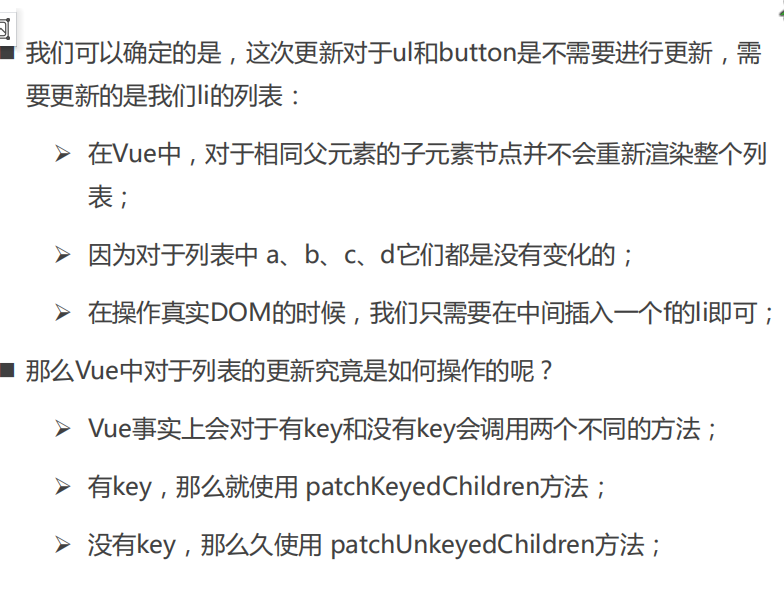 我们可以确定的是，这次更新对于ul和button是不需要进行更新，需
要更新的是我们li的列表：
在Vue中，对于相同父元素的子元素节点并不会重新渲染整个列
表；
因为对于列表中 a、b、c、d它们都是没有变化的；
在操作真实DOM的时候，我们只需要在中间插入一个f的li即可；
那么Vue中对于列表的更新究竟是如何操作的呢？
Vue事实上会对于有key和没有key会调用两个不同的方法；
有key，那么就使用 patchKeyedChildren方法；
没有key，那么久使用 patchUnkeyedChildren方法；